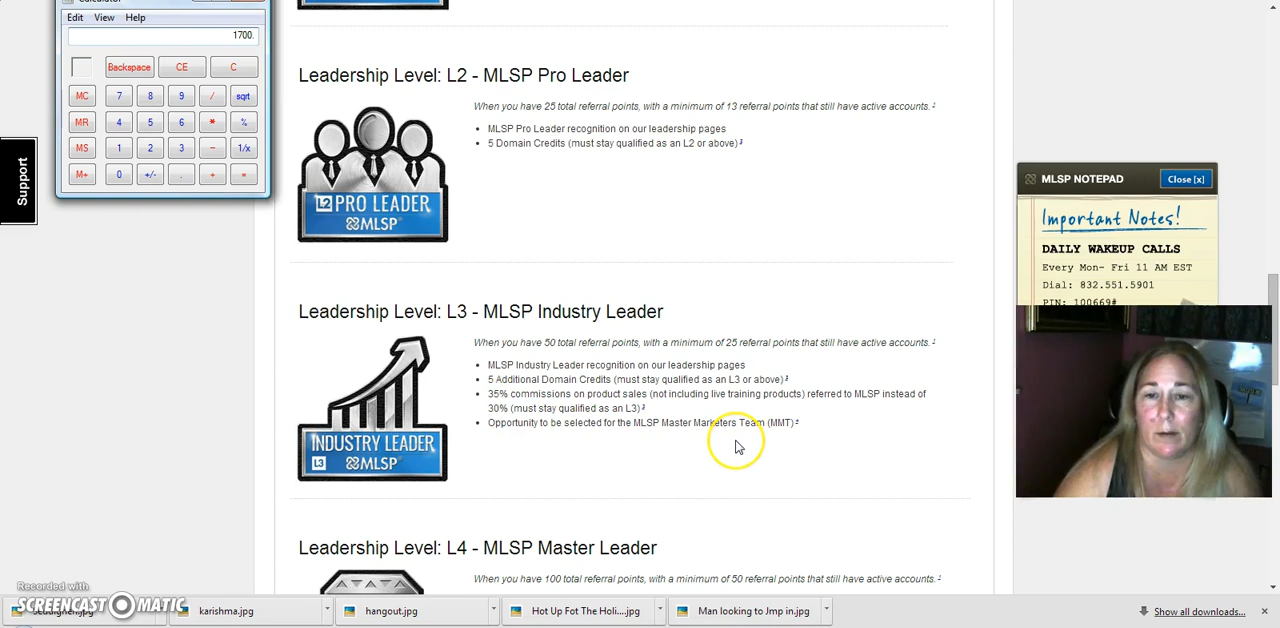 Edit View Help
1700.
Backspace CE C
MC 7 8 9 / sqrt
MR 4 5 6 * %
MS 1 2 3 - 1/x
M+ 0 +/- . + =
Support
Leadership Level: L2 - MLSP Pro Leader
When you have 25 total referral points, with a minimum of 13 referral points that still have active accounts.
• MLSP Pro Leader recognition on our leadership pages
• 5 Domain Credits (must stay qualified as an L2 or above)
L2 PRO LEADER
MLSP
Leadership Level: L3 - MLSP Industry Leader
When you have 50 total referral points, with a minimum of 25 referral points that still have active accounts.
• MLSP Industry Leader recognition on our leadership pages
• 5 Additional Domain Credits (must stay qualified as an L3 or above)
• 35% commissions on product sales (not including live training products) referred to MLSP instead of
30% (must stay qualified as an L3)
• Opportunity to be selected for the MLSP Master Marketers Team (MMT)
INDUSTRY LEADER
L3 MLSP
Leadership Level: L4 - MLSP Master Leader
When you have 100 total referral points, with a minimum of 50 referral points that still have active accounts.
MLSP NOTEPAD Close [x]
Important Notes!
DAILY WAKEUP CALLS
Every Mon- Fri 11 AM EST
Dial: 832.551.5901
PIN: 100669#
Recorded with
SCREENCAST-O-MATIC
karishma.jpg
hangout.jpg
Hot Up Fot The Holi....jpg
Man looking to Jmp in.jpg
Show all downloads...